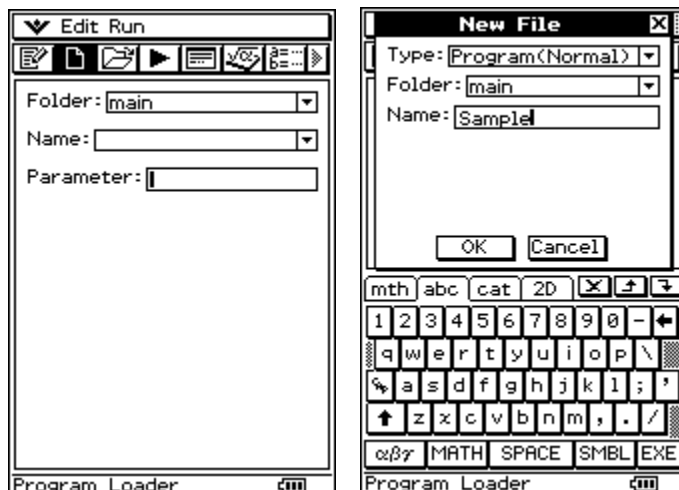 Edit Run
Folder: main
Name:
Parameter:
Program Loader
New File
Type: Program(Normal)
Folder: main
Name: Sample
OK Cancel
mth abc cat 2D
1 2 3 4 5 6 7 8 9 0 -
q w e r t y u i o p \
a s d f g h j k l ; '
z x c v b n m , . /
αβγ MATH SPACE SMBL EXE
Program Loader